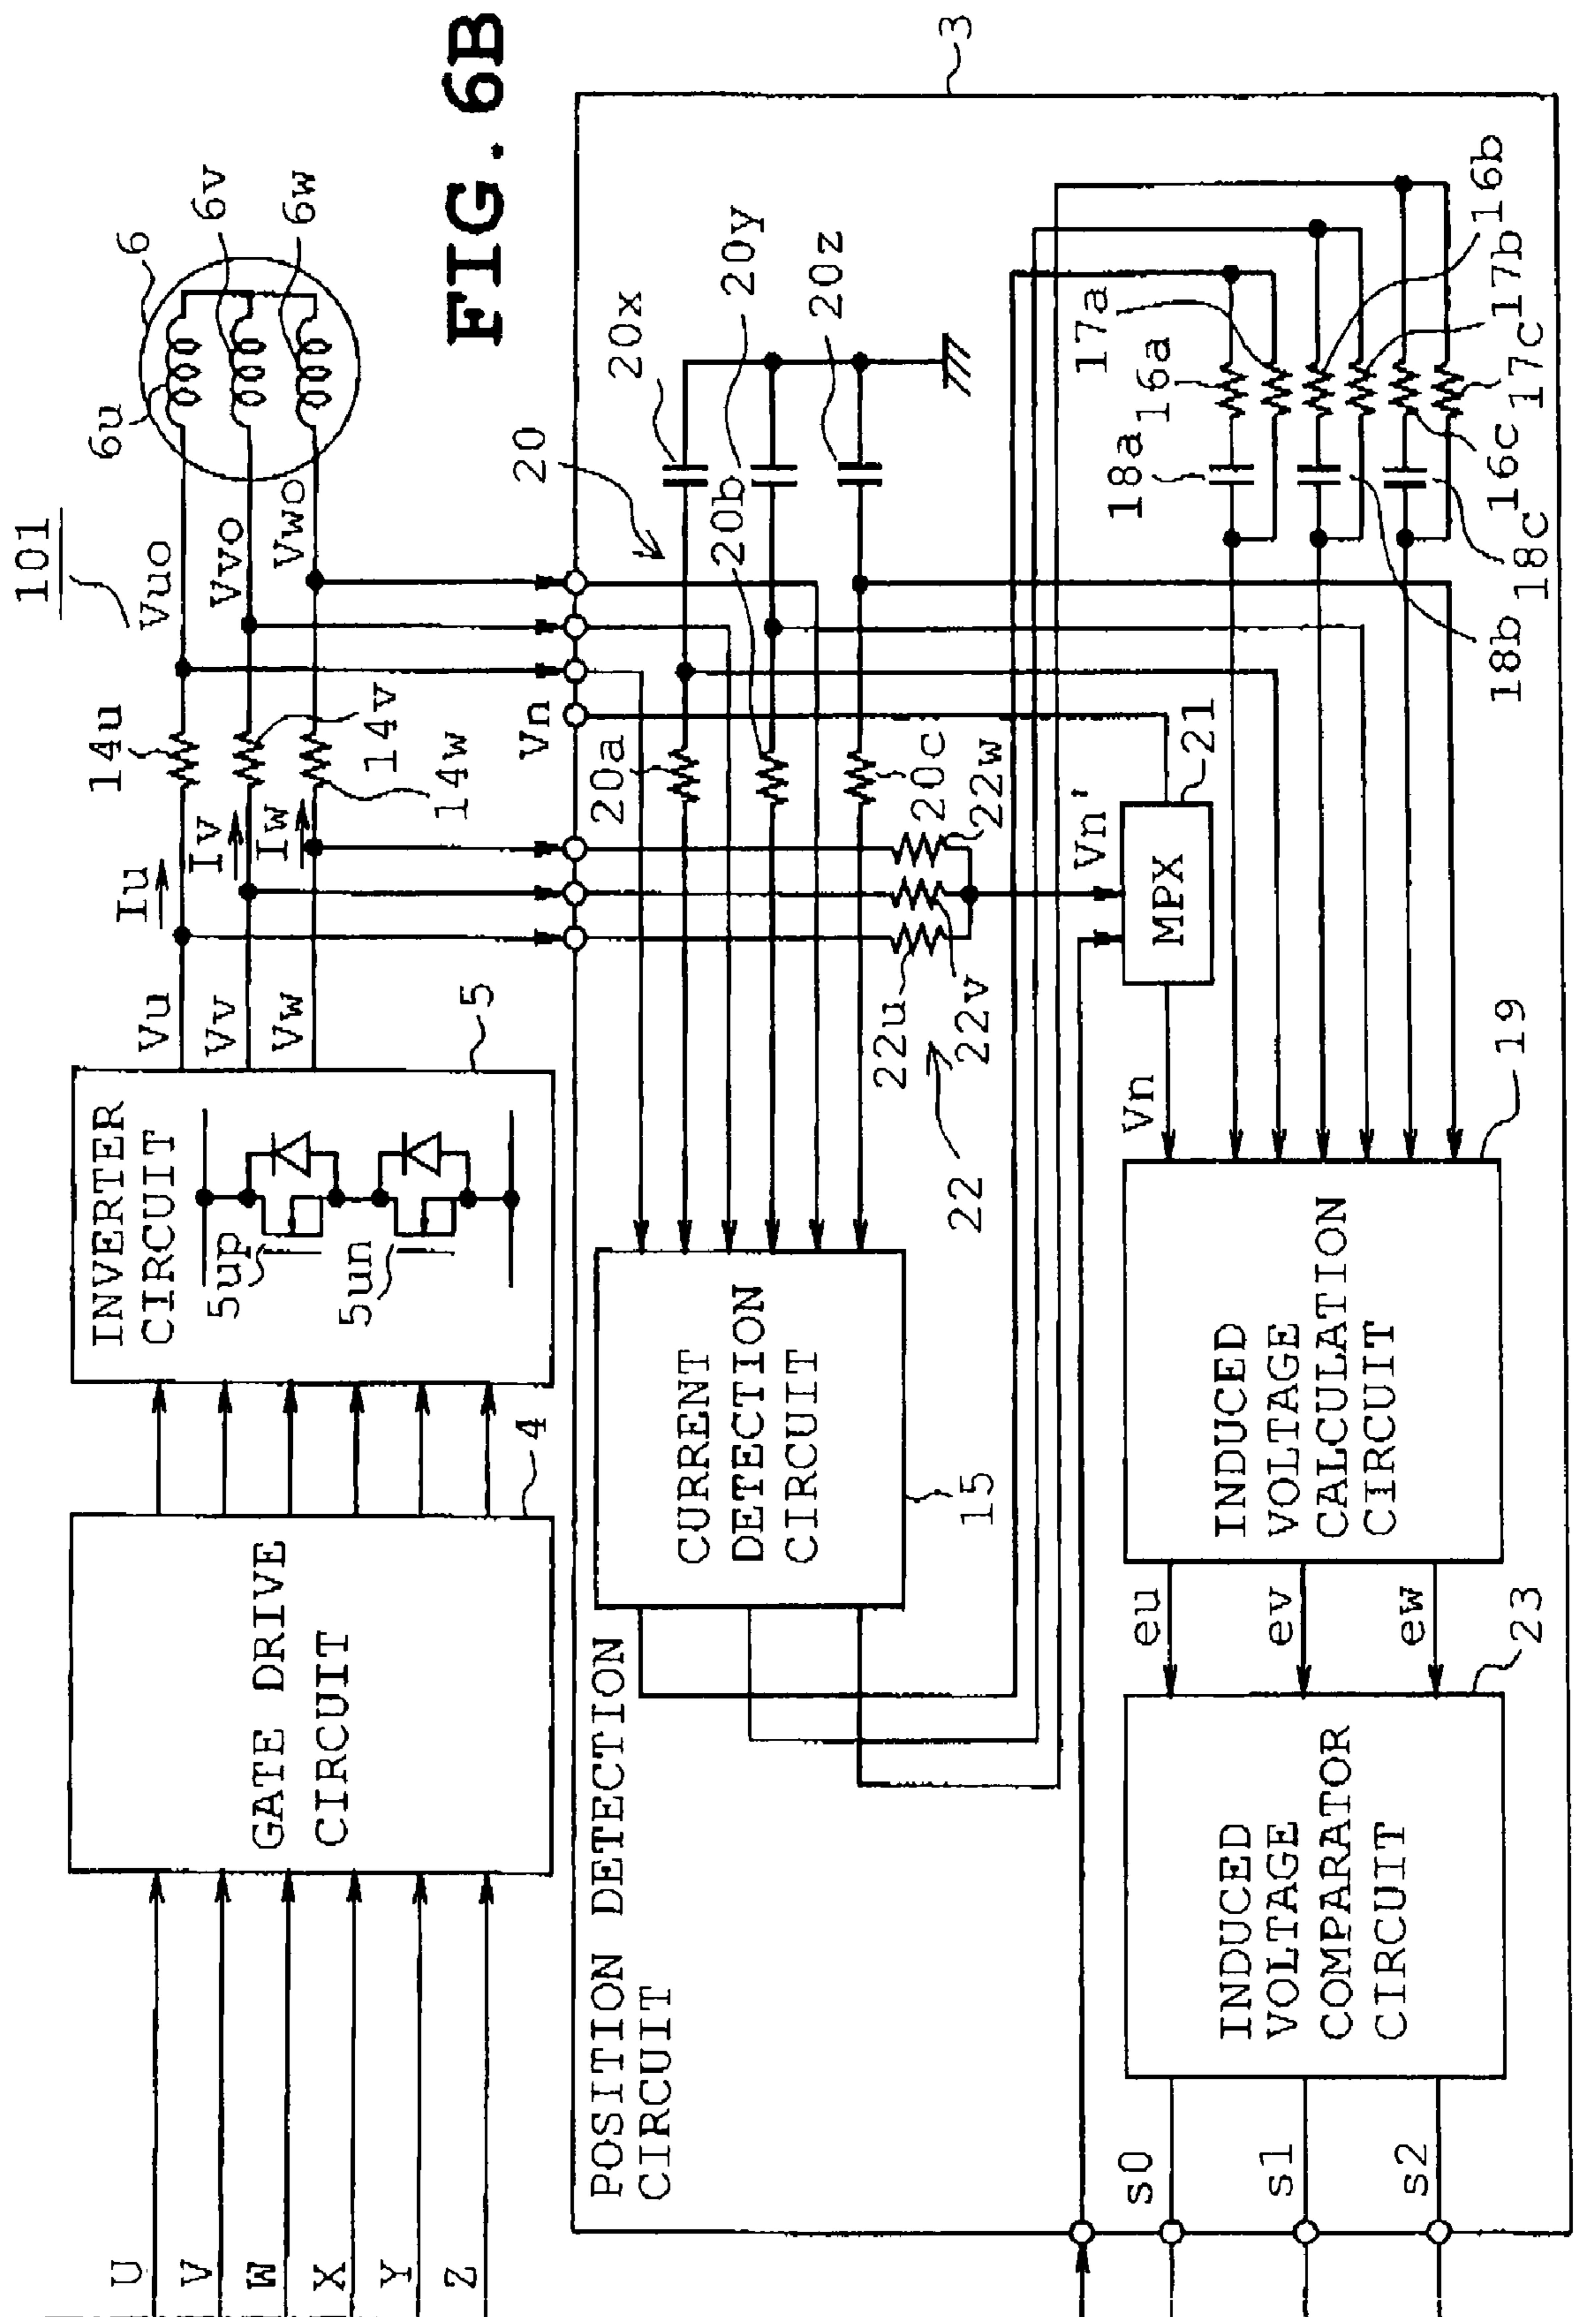 FIG. 6B
101
U
V
W
X
Y
Z
GATE DRIVE
CIRCUIT
4
INVERTER
CIRCUIT
5up
5un
5
Vu
Vv
Vw
Iu
Iv
Iw
14u
14v
14w
Vuo
Vvo
Vwo
6
6u
6v
6w
POSITION DETECTION
CIRCUIT
3
Vn
CURRENT
DETECTION
CIRCUIT
15
20
20a
20b
20c
20x
20y
20z
22
22u
22v
22w
Vn'
MPX
21
Vn
17a
16a
18a
16b
17b
17c
16c
18c
18b
INDUCED
VOLTAGE
CALCULATION
CIRCUIT
19
eu
ev
ew
INDUCED
VOLTAGE
COMPARATOR
CIRCUIT
23
s0
s1
s2